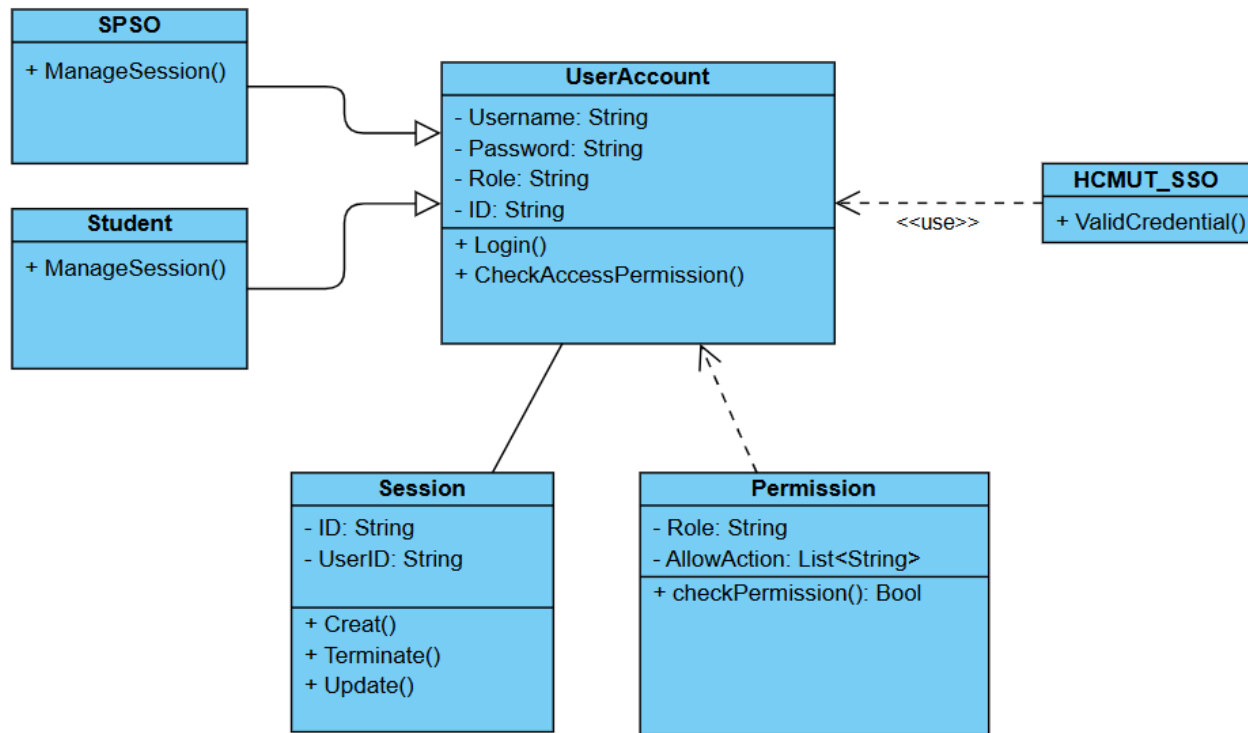 SPSO
+ ManageSession()
Student
+ ManageSession()
UserAccount
- Username: String
- Password: String
- Role: String
- ID: String
+ Login()
+ CheckAccessPermission()
<<use>>
HCMUT_SSO
+ ValidCredential()
Session
- ID: String
- UserID: String
+ Creat()
+ Terminate()
+ Update()
Permission
- Role: String
- AllowAction: List<String>
+ checkPermission(): Bool